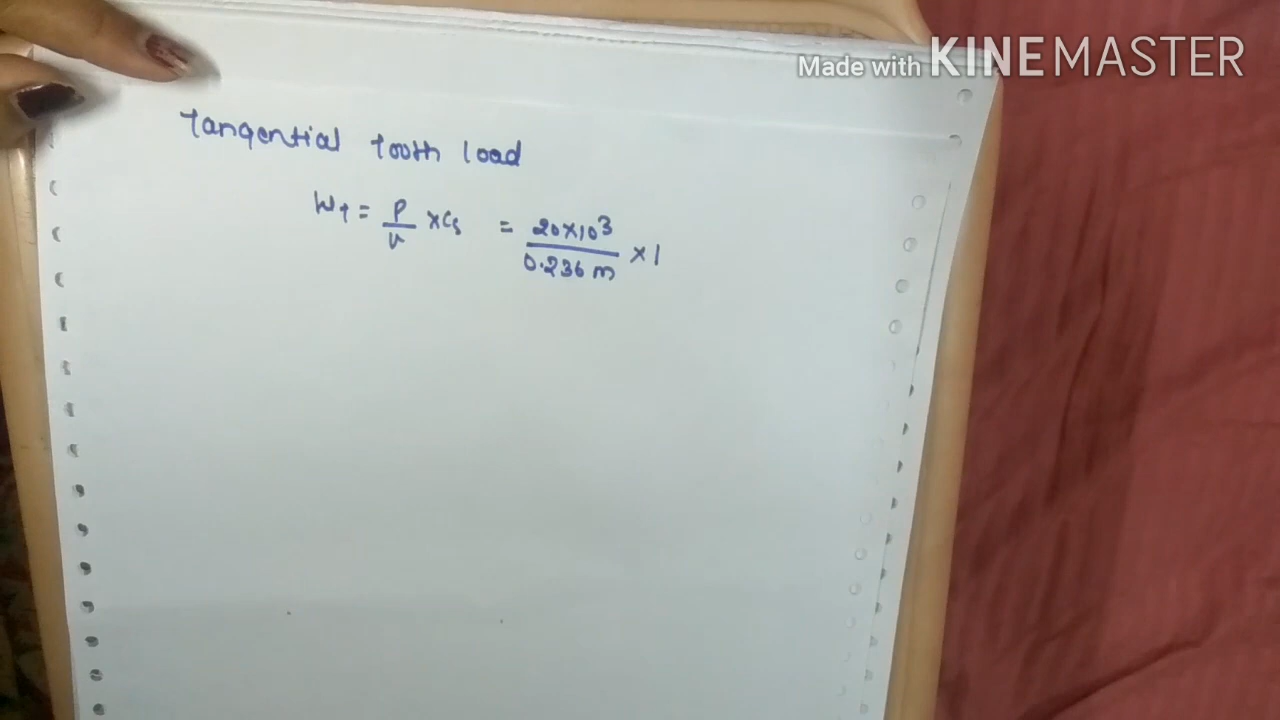 Made with KINEMASTER
Tangential tooth load
Wt = P/v × Cs = 20×10³/0.236 m × 1